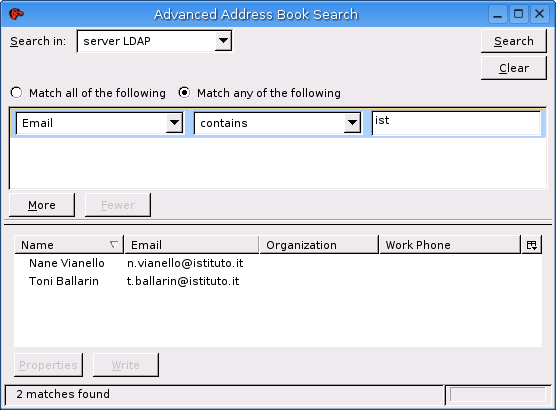 Advanced Address Book Search
Search in: server LDAP Search
Clear
Match all of the following Match any of the following
Email contains ist
More Fewer
Name Email Organization Work Phone
Nane Vianello n.vianello@istituto.it
Toni Ballarin t.ballarin@istituto.it
Properties Write
2 matches found